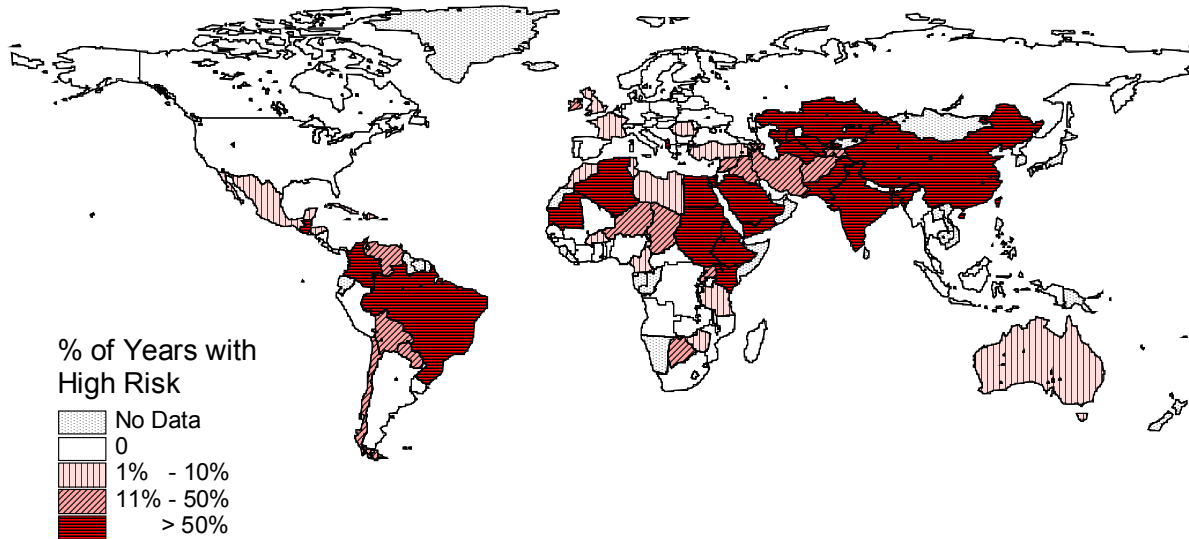 % of Years with
High Risk
No Data
0
1% - 10%
11% - 50%
> 50%